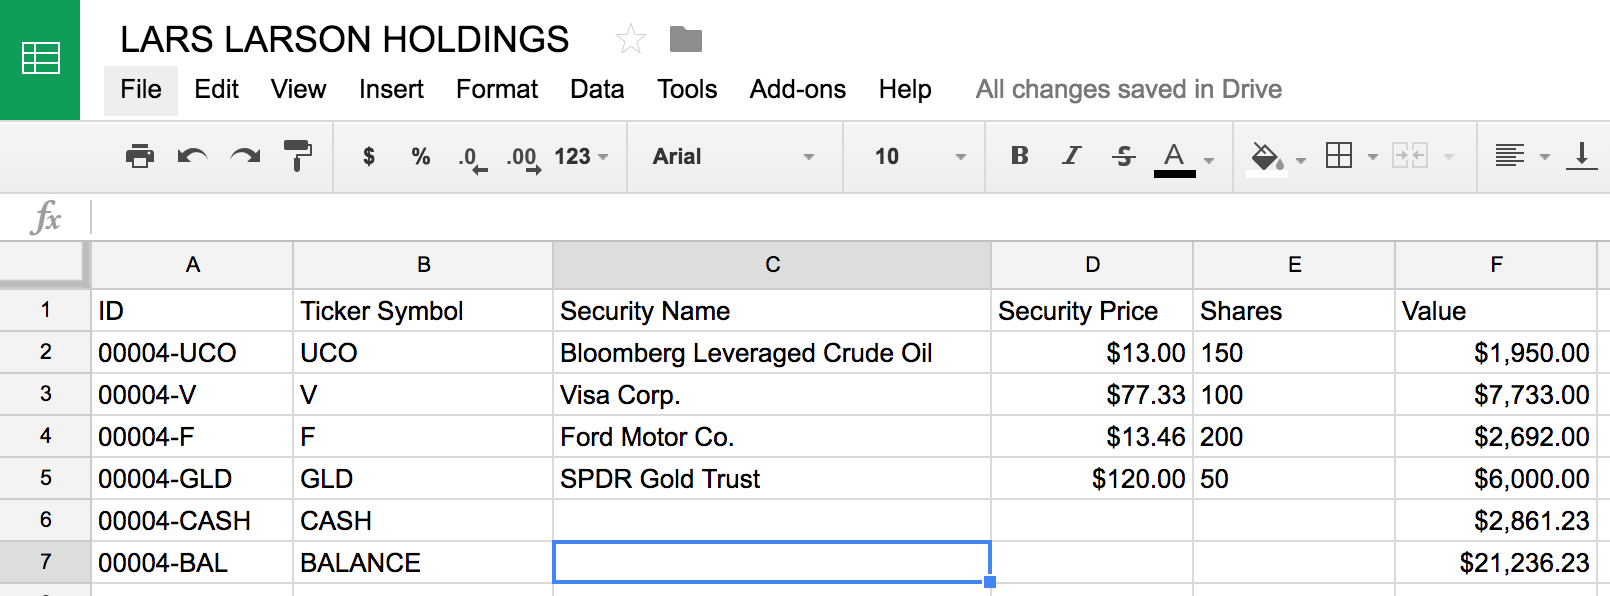 LARS LARSON HOLDINGS
File Edit View Insert Format Data Tools Add-ons Help All changes saved in Drive
$ % .0 .00 123 Arial 10 B I S A
fx
A B C D E F
1 ID Ticker Symbol Security Name Security Price Shares Value
2 00004-UCO UCO Bloomberg Leveraged Crude Oil $13.00 150 $1,950.00
3 00004-V V Visa Corp. $77.33 100 $7,733.00
4 00004-F F Ford Motor Co. $13.46 200 $2,692.00
5 00004-GLD GLD SPDR Gold Trust $120.00 50 $6,000.00
6 00004-CASH CASH $2,861.23
7 00004-BAL BALANCE $21,236.23